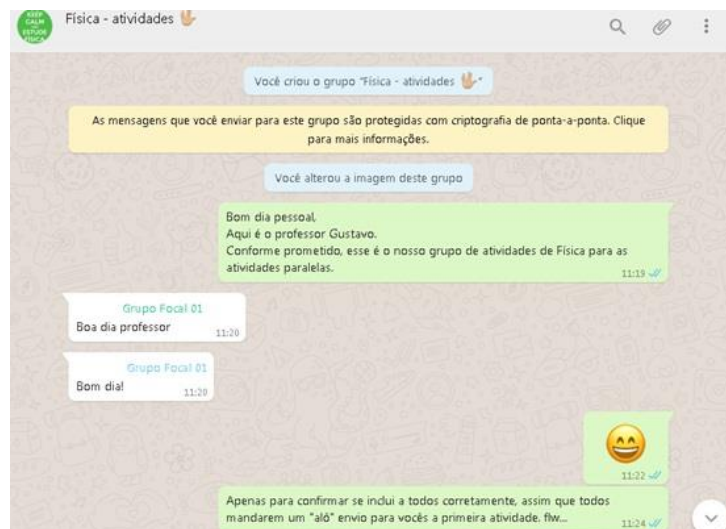 KEEP
CALM
ESTUDE
FÍSICA
Física - atividades
Você criou o grupo "Física - atividades 🖖"
As mensagens que você enviar para este grupo são protegidas com criptografia de ponta-a-ponta. Clique
para mais informações.
Você alterou a imagem deste grupo
Bom dia pessoal,
Aqui é o professor Gustavo.
Conforme prometido, esse é o nosso grupo de atividades de Física para as
atividades paralelas.
11:19
Grupo Focal 01
Boa dia professor
11:20
Grupo Focal 01
Bom dia!
11:20
11:22
Apenas para confirmar se inclui a todos corretamente, assim que todos
mandarem um "alô" envio para vocês a primeira atividade. flw...
11:24